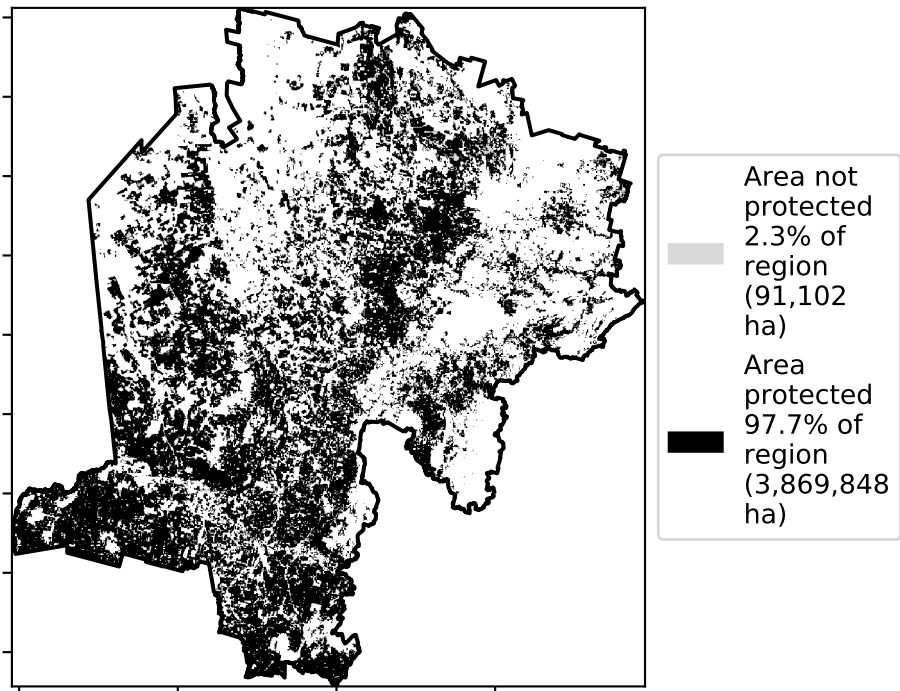 Area not
protected
2.3% of
region
(91,102
ha)
Area
protected
97.7% of
region
(3,869,848
ha)